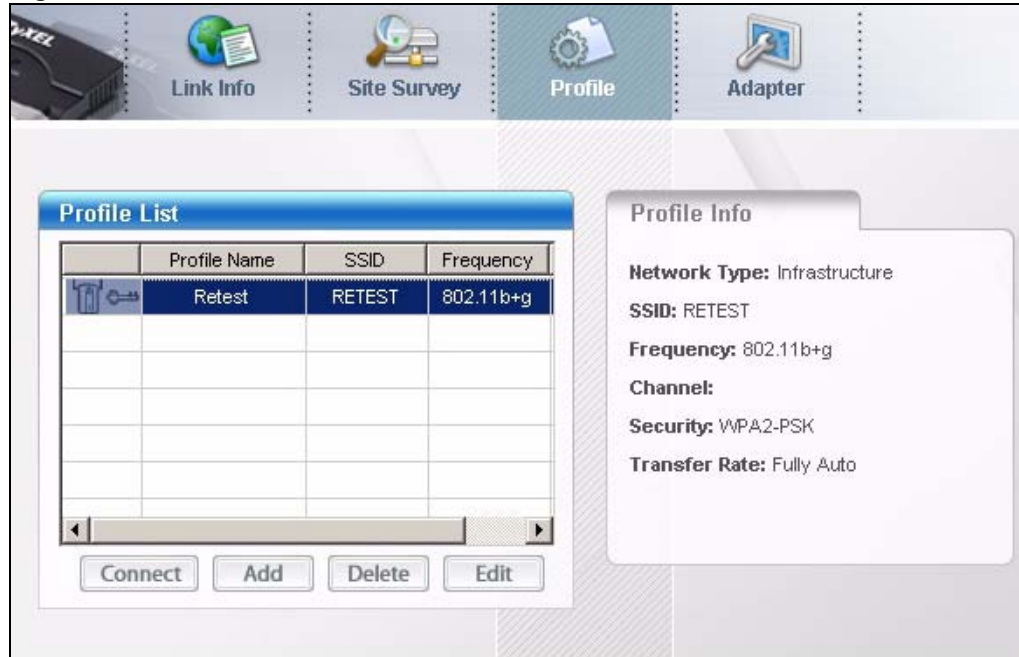 ZyXEL
Link Info
Site Survey
Profile
Adapter
Profile List
Profile Name SSID Frequency
Retest RETEST 802.11b+g
Connect Add Delete Edit
Profile Info
Network Type: Infrastructure
SSID: RETEST
Frequency: 802.11b+g
Channel:
Security: WPA2-PSK
Transfer Rate: Fully Auto